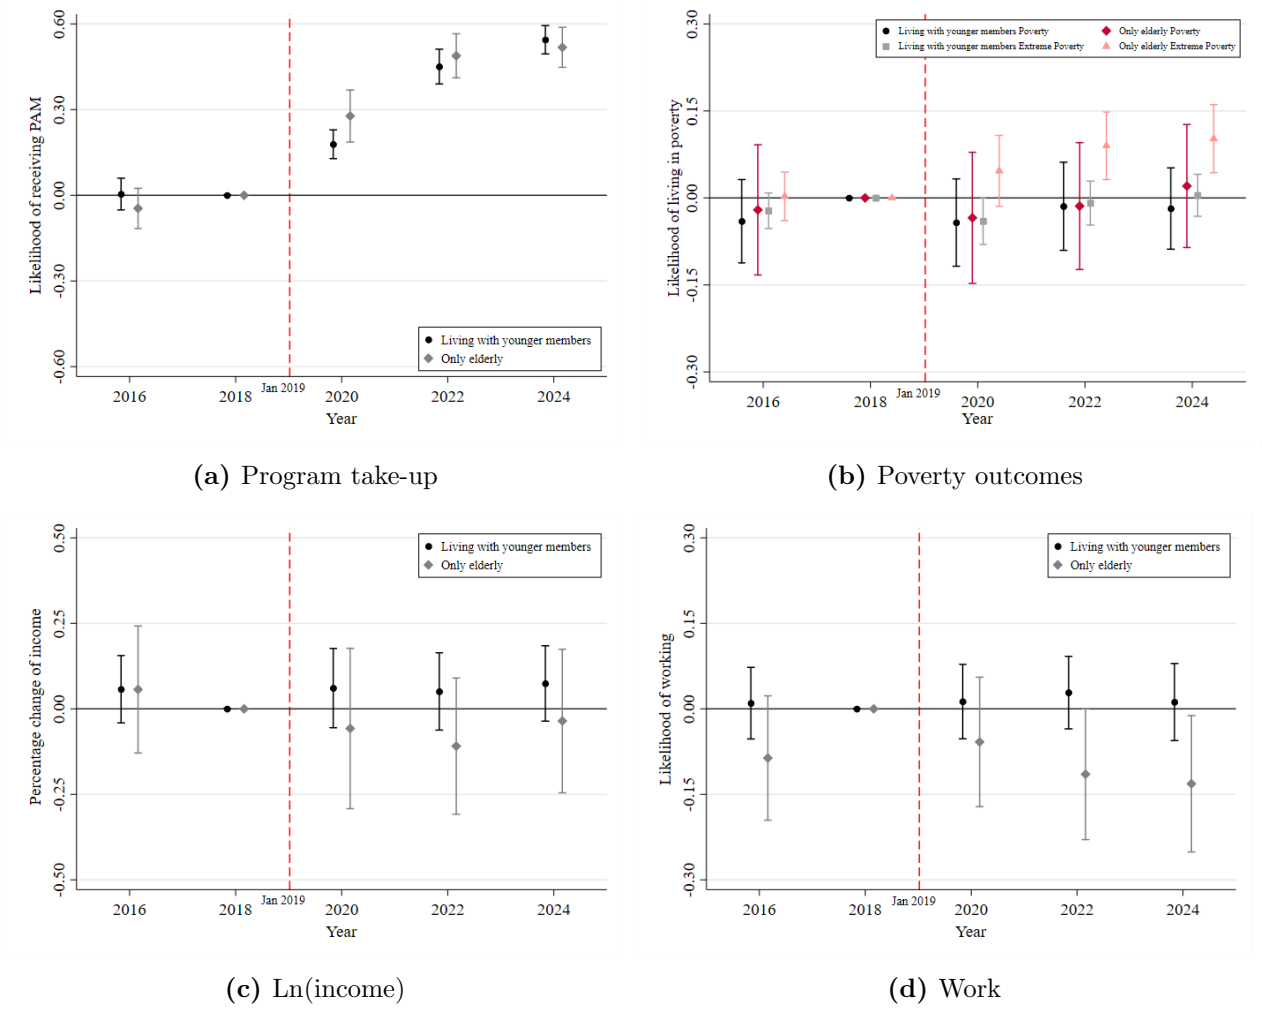 Likelihood of receiving PAM
0.60
0.30
0.00
-0.30
-0.60
Living with younger members
Only elderly
2016 2018 Jan 2019 2020 2022 2024
Year
(a) Program take-up
Likelihood of living in poverty
0.30
0.15
0.00
-0.15
-0.30
Living with younger members Poverty Only elderly Poverty
Living with younger members Extreme Poverty Only elderly Extreme Poverty
2016 2018 Jan 2019 2020 2022 2024
Year
(b) Poverty outcomes
Percentage change of income
0.50
0.25
0.00
-0.25
-0.50
Living with younger members
Only elderly
2016 2018 Jan 2019 2020 2022 2024
Year
(c) Ln(income)
Likelihood of working
0.30
0.15
0.00
-0.15
-0.30
Living with younger members
Only elderly
2016 2018 Jan 2019 2020 2022 2024
Year
(d) Work